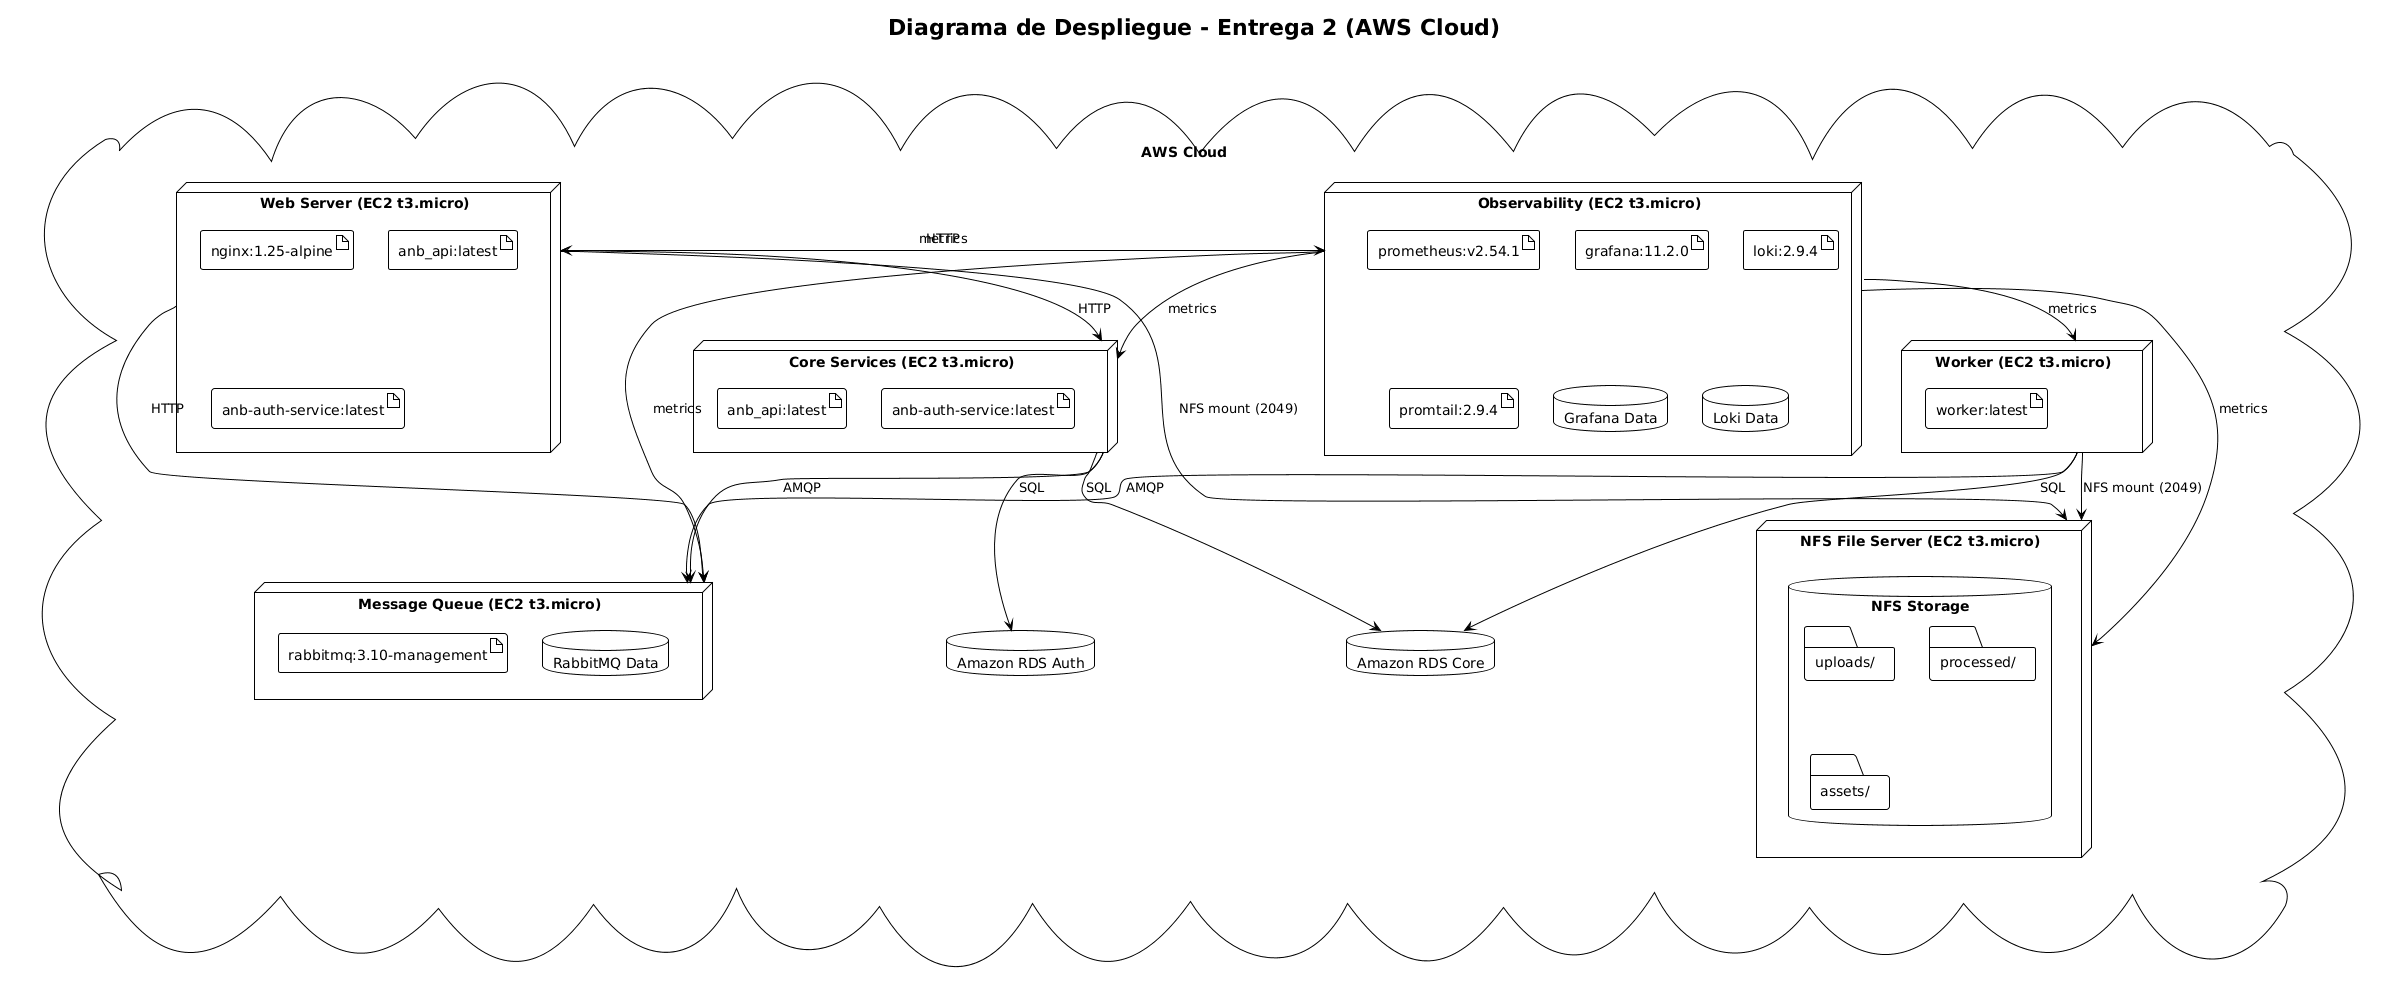 Diagrama de Despliegue - Entrega 2 (AWS Cloud)
AWS Cloud
Web Server (EC2 t3.micro)
nginx:1.25-alpine
anb_api:latest
anb-auth-service:latest
Observability (EC2 t3.micro)
prometheus:v2.54.1
grafana:11.2.0
loki:2.9.4
promtail:2.9.4
Grafana Data
Loki Data
metrics
HTTP
HTTP
metrics
metrics
Core Services (EC2 t3.micro)
anb_api:latest
anb-auth-service:latest
Worker (EC2 t3.micro)
worker:latest
HTTP
metrics
NFS mount (2049)
metrics
AMQP
SQL
SQL
AMQP
SQL
NFS mount (2049)
Message Queue (EC2 t3.micro)
rabbitmq:3.10-management
RabbitMQ Data
Amazon RDS Auth
Amazon RDS Core
NFS File Server (EC2 t3.micro)
NFS Storage
uploads/
processed/
assets/